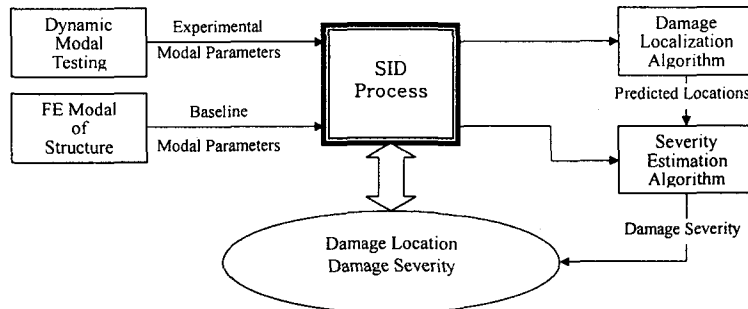 Dynamic
Modal
Testing
Experimental
Modal Parameters
SID
Process
Damage
Localization
Algorithm
Predicted Locations
FE Modal
of
Structure
Baseline
Modal Parameters
Severity
Estimation
Algorithm
Damage Severity
Damage Location
Damage Severity